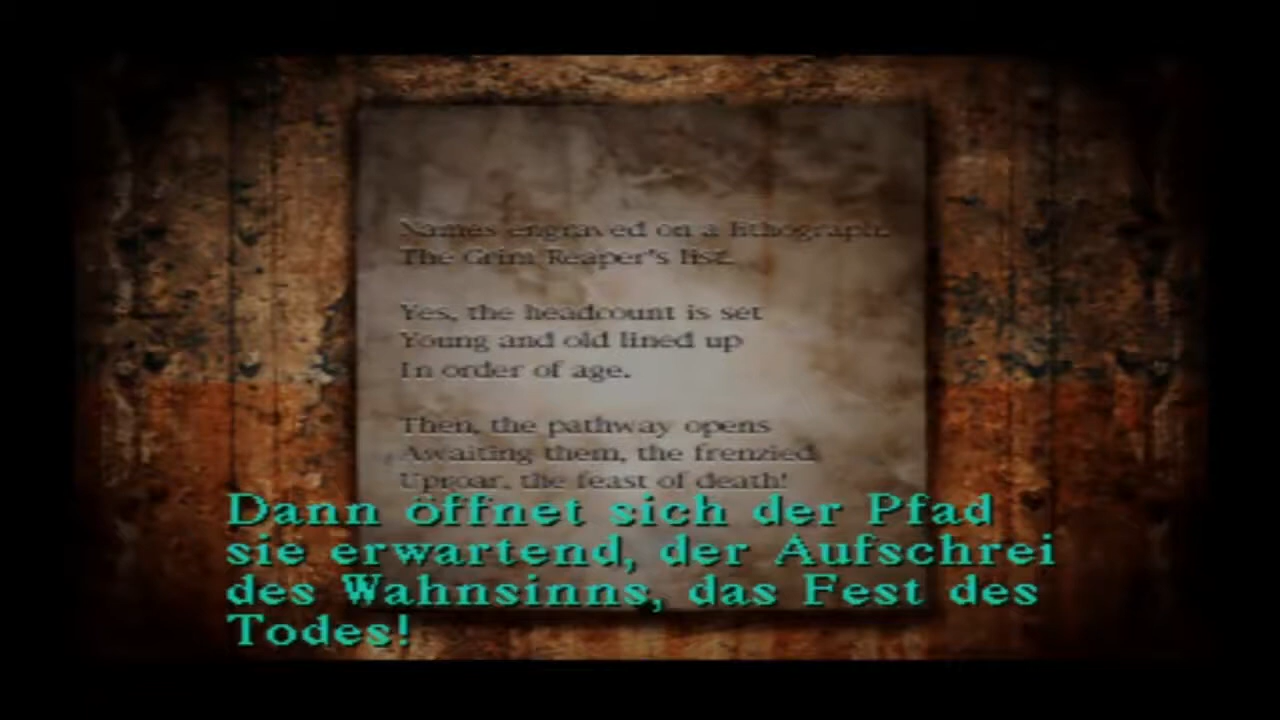 Names engraved on a lithograph.
The Grim Reaper's list.
Yes, the headcount is set
Young and old lined up
In order of age.
Then, the pathway opens
Awaiting them, the frenzied
Uproar, the feast of death!
Dann öffnet sich der Pfad
sie erwartend, der Aufschrei
des Wahnsinns, das Fest des
Todes!